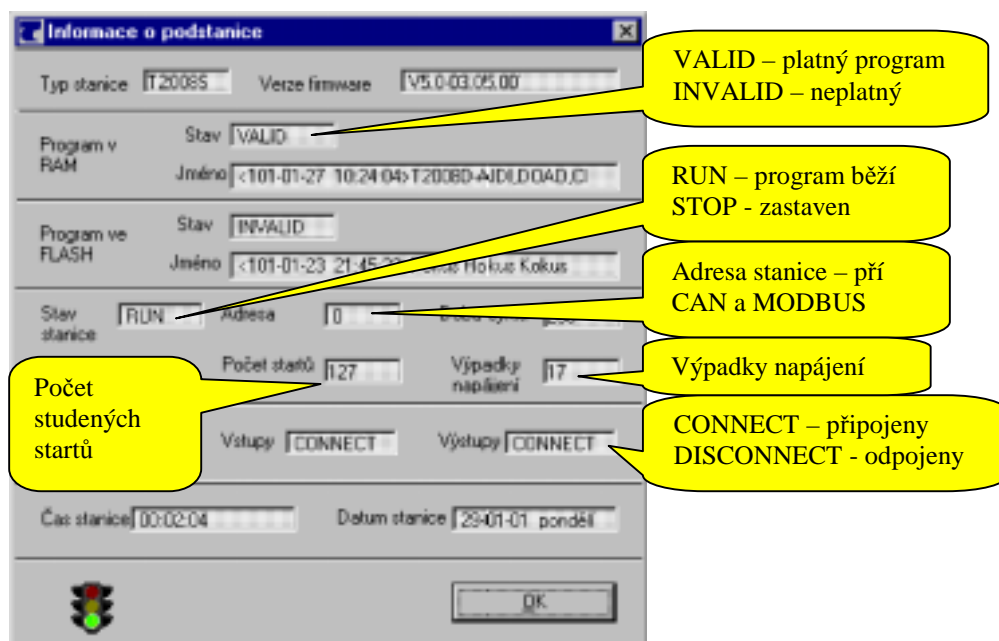 Informace o podstanice
Typ stanice T2008S Verze firmware V5.0-03.05.00
VALID – platný program
INVALID – neplatný
Program v
RAM
Stav VALID
Jméno <101-01-27 10:24:04>T2008D-AIDI,DOAD,CI
RUN – program běží
STOP - zastaven
Program ve
FLASH
Stav INVALID
Jméno <101-01-23 21:45: Hokus Kokus
Adresa stanice – pří
CAN a MODBUS
Stav
stanice
RUN Adresa 0
Počet startů 127
Výpadky
napájení
17
Výpadky napájení
Počet
studených
startů
Vstupy CONNECT Výstupy CONNECT
CONNECT – připojeny
DISCONNECT - odpojeny
Čas stanice 00:02:04 Datum stanice 29-01-01 pondělí
OK